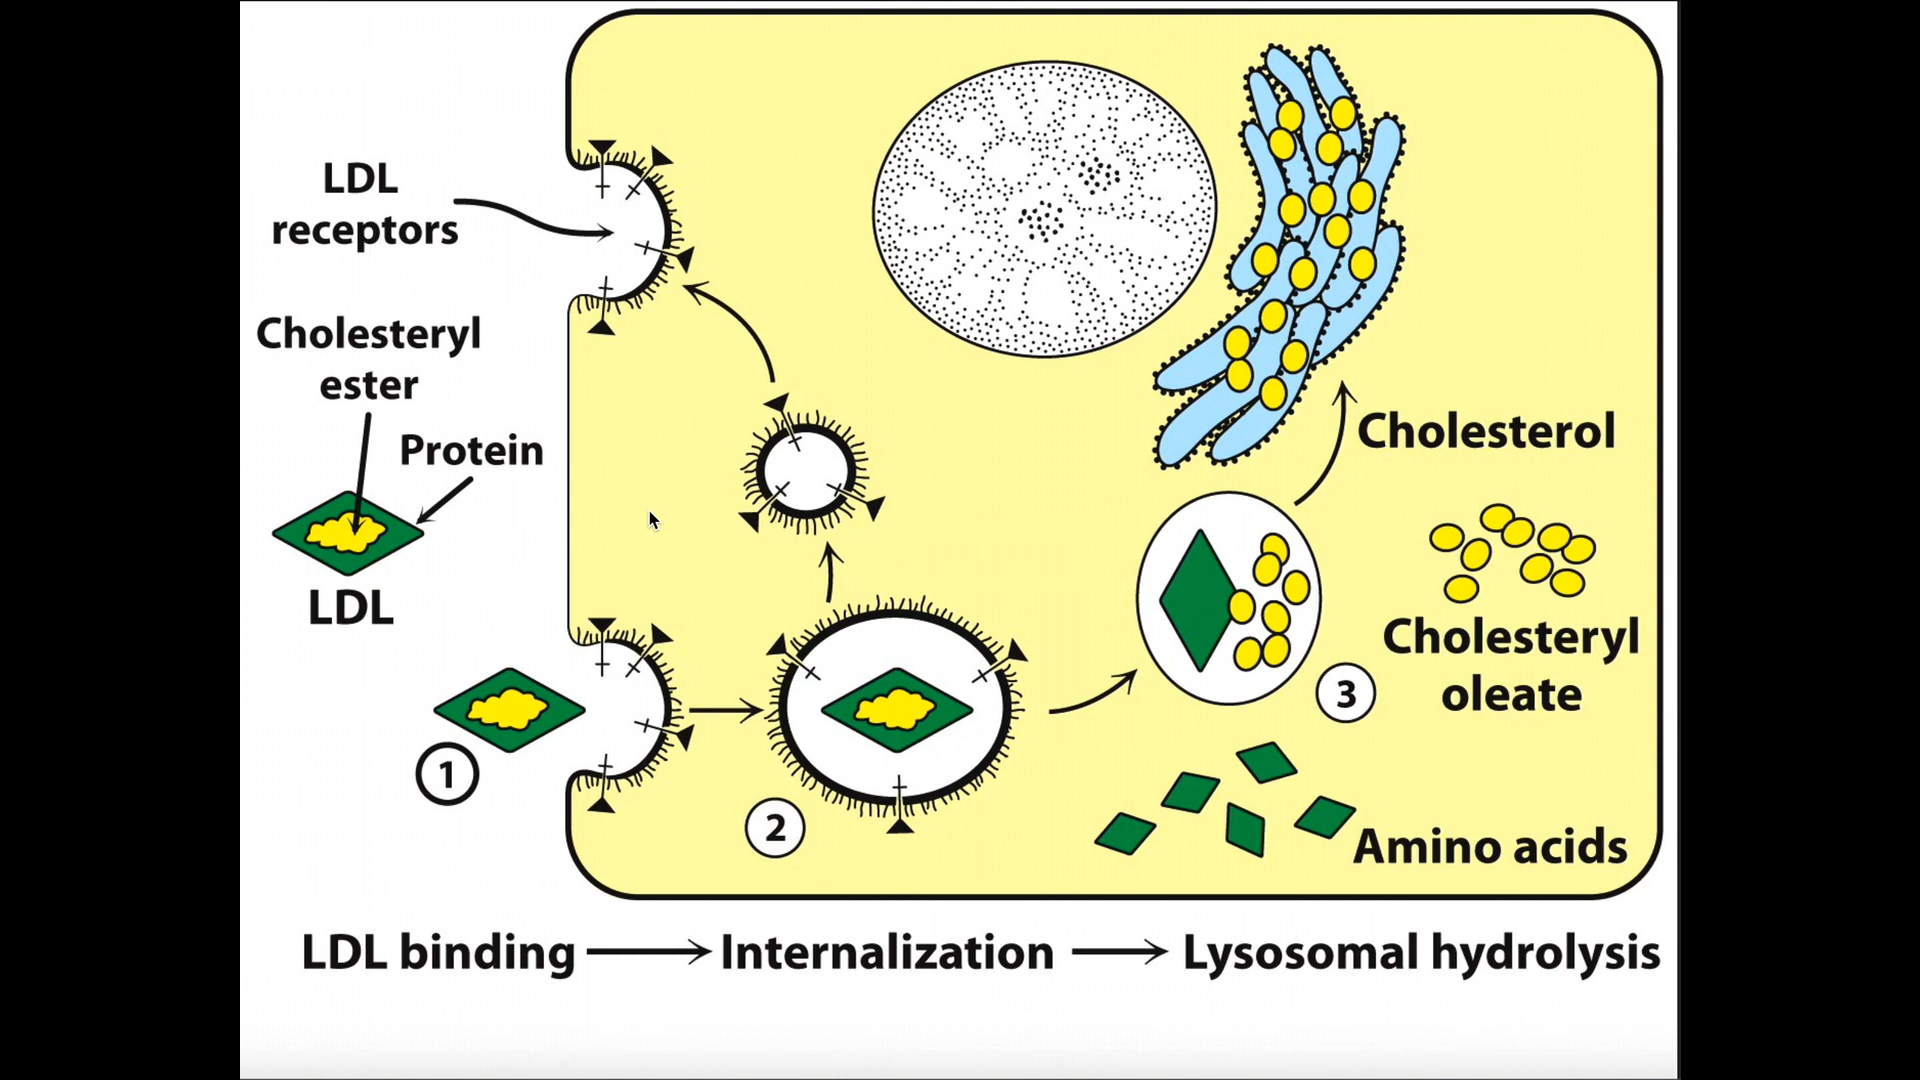 LDL
receptors
Cholesteryl
ester
Protein
LDL
1
2
3
Cholesterol
Cholesteryl
oleate
Amino acids
LDL binding → Internalization → Lysosomal hydrolysis